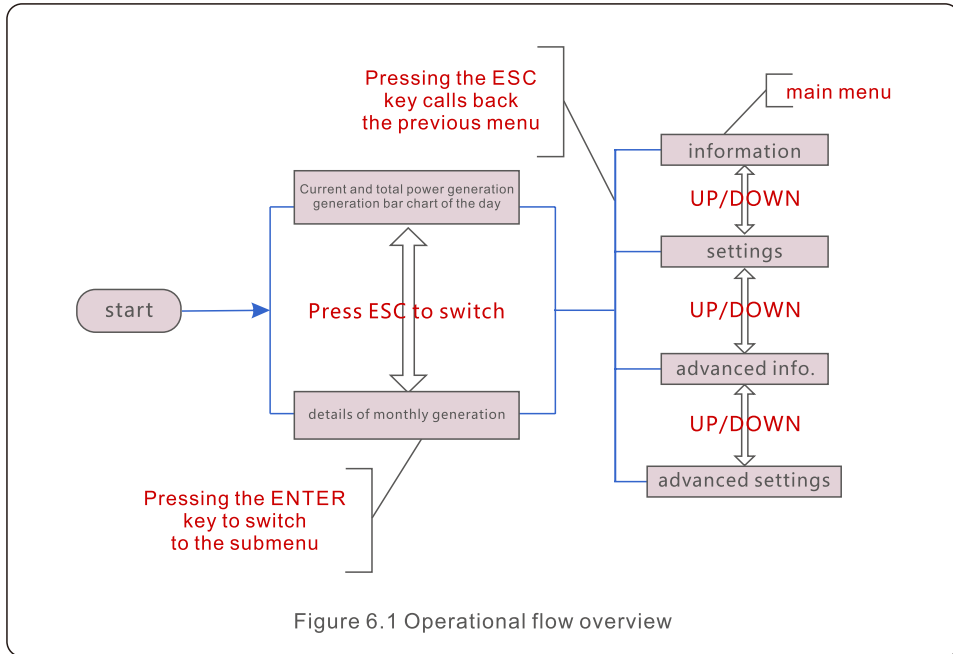 Pressing the ESC
key calls back
the previous menu
main menu
information
Current and total power generation
generation bar chart of the day
UP/DOWN
settings
start
Press ESC to switch
UP/DOWN
advanced info.
details of monthly generation
UP/DOWN
advanced settings
Pressing the ENTER
key to switch
to the submenu
Figure 6.1 Operational flow overview